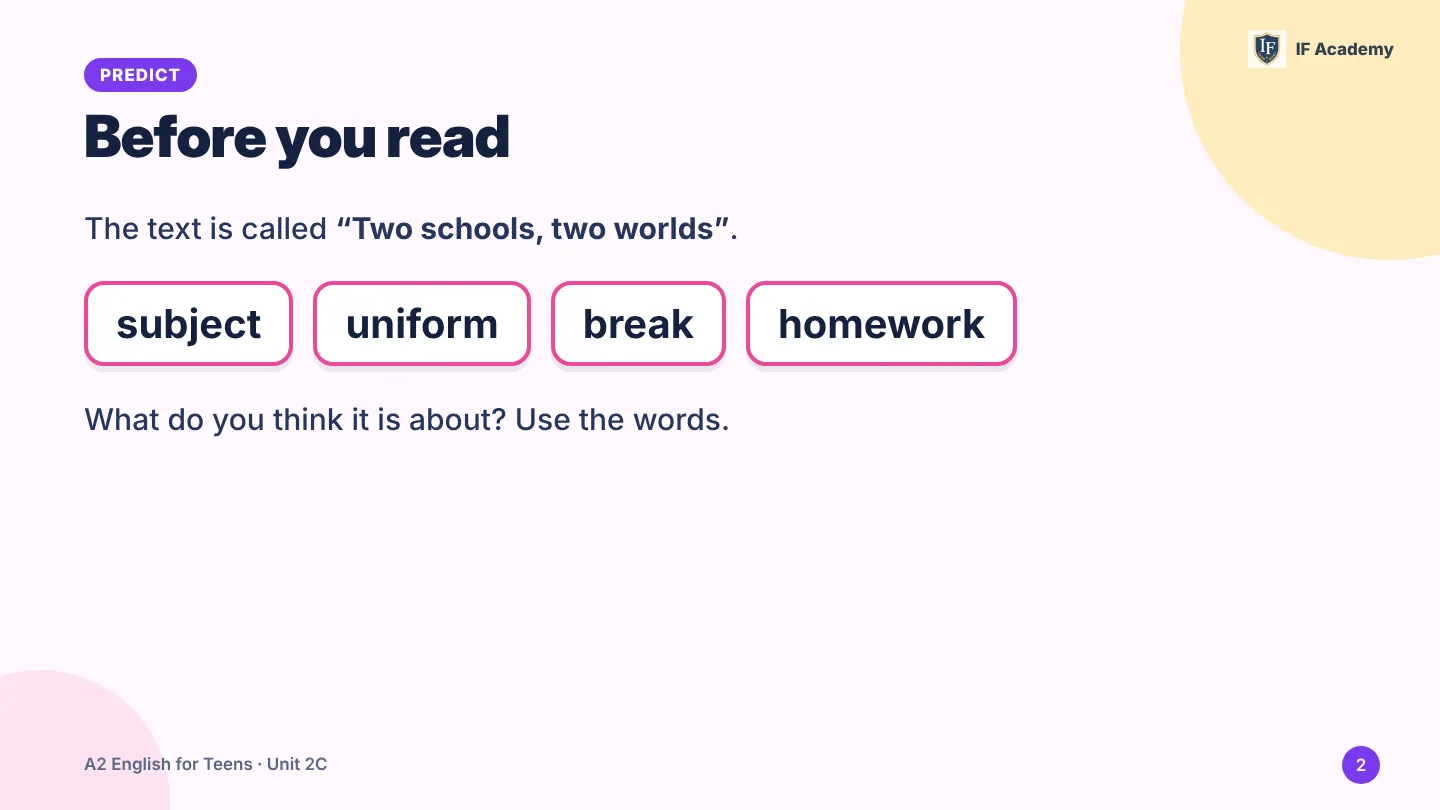 PREDICT
IF IF Academy
Before you read
The text is called “Two schools, two worlds”.
subject uniform break homework
What do you think it is about? Use the words.
A2 English for Teens · Unit 2C
2